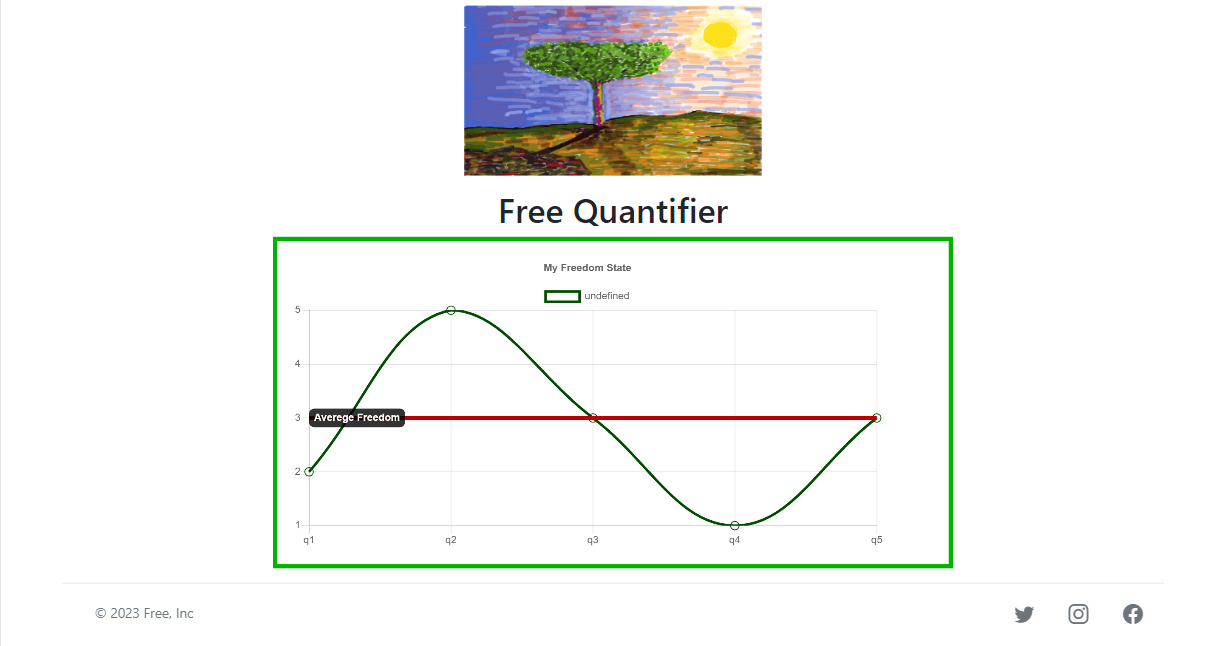 Free Quantifier
My Freedom State
undefined
5
4
3
2
1
Averege Freedom
q1 q2 q3 q4 q5
© 2023 Free, Inc